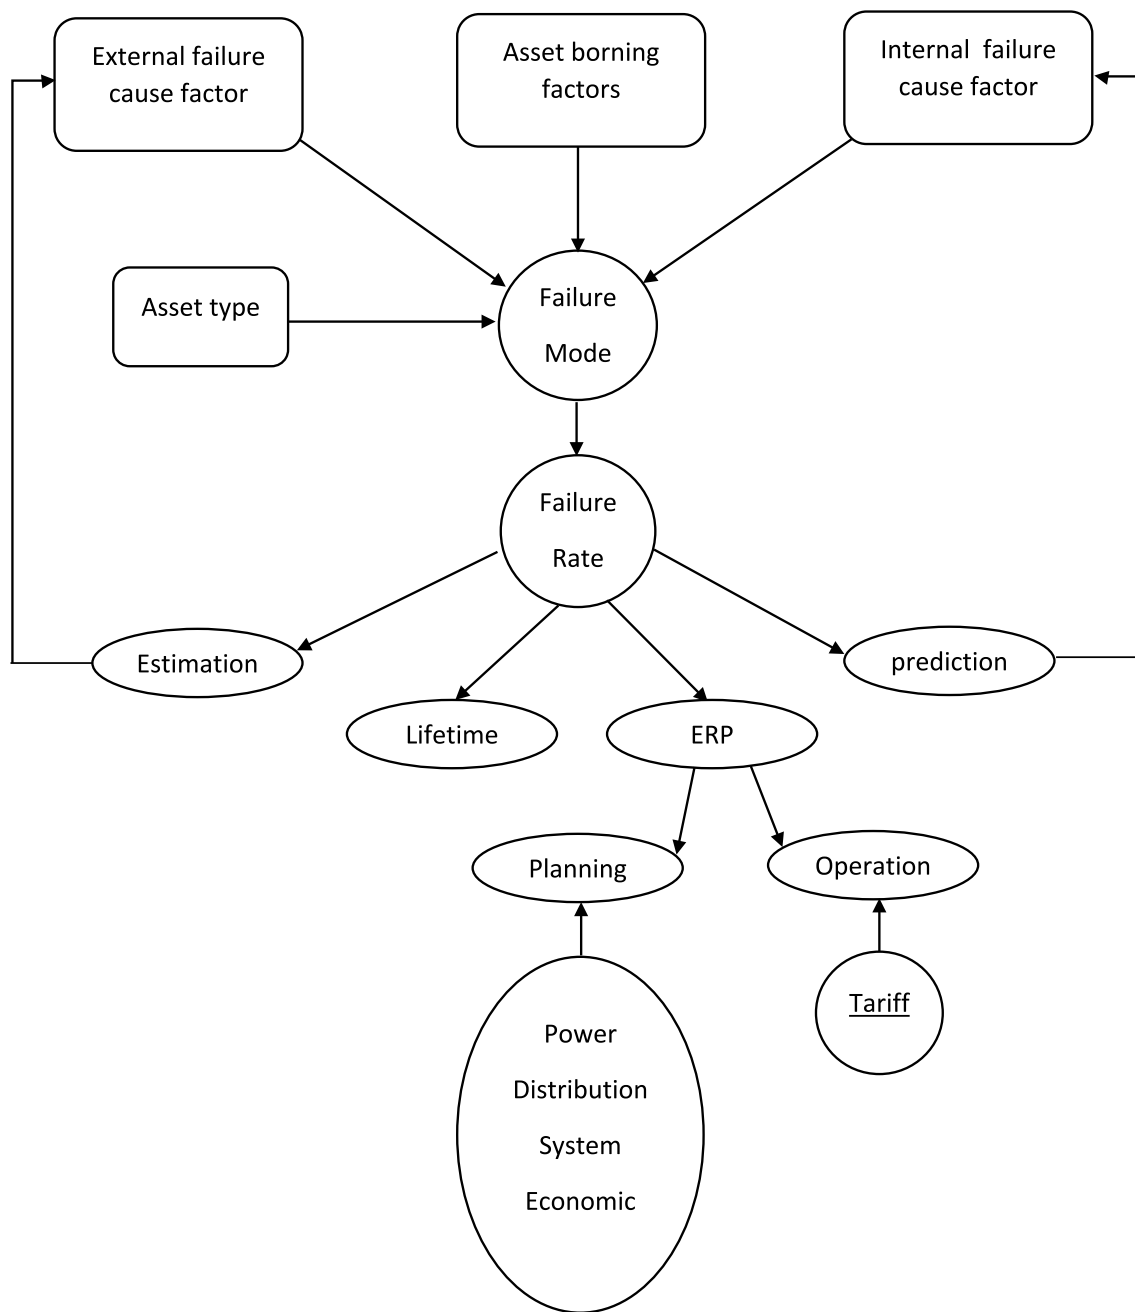 External failure
cause factor
Asset borning
factors
Internal  failure
cause factor
Asset type
Failure
Mode
Failure
Rate
Estimation
prediction
Lifetime
ERP
Planning
Operation
Tariff
Power
Distribution
System
Economic